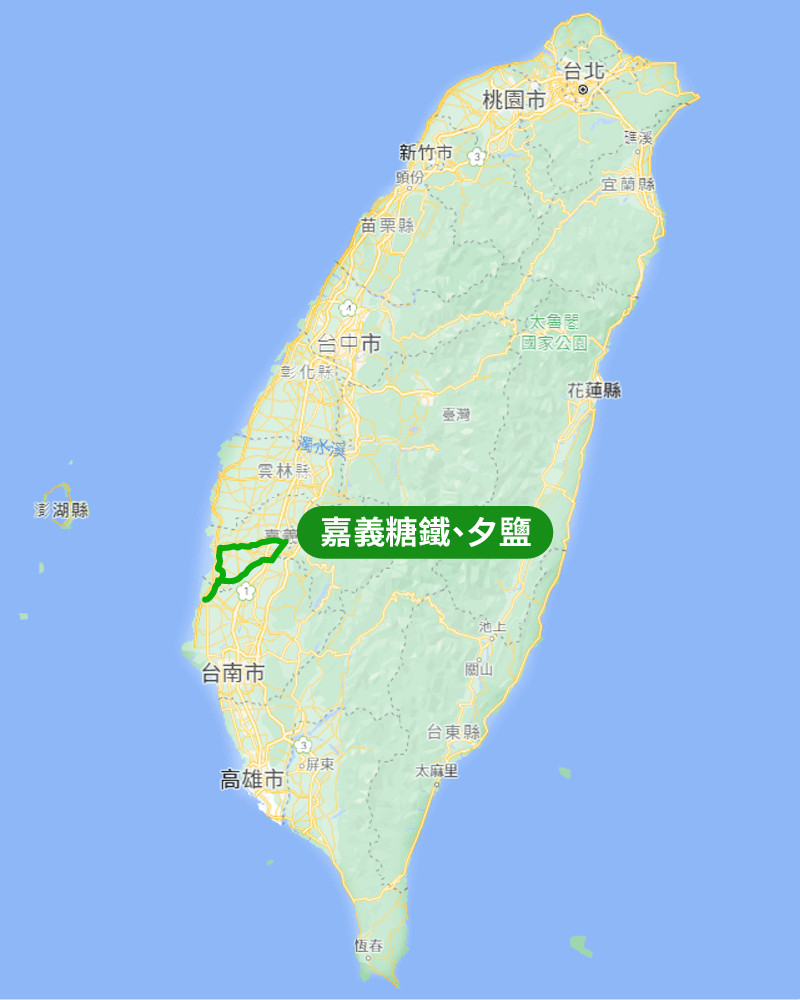 台北
桃園市
礁溪
新竹市
3
頭份
宜蘭縣
苗栗縣
4
太魯閣
國家公園
台中市
彰化縣
花蓮縣
臺灣
濁水溪
雲林縣
澎湖縣
嘉義
嘉義糖鐵、夕鹽
1
池上
關山
台南市
台東縣
3
屏東
太麻里
高雄市
恆春